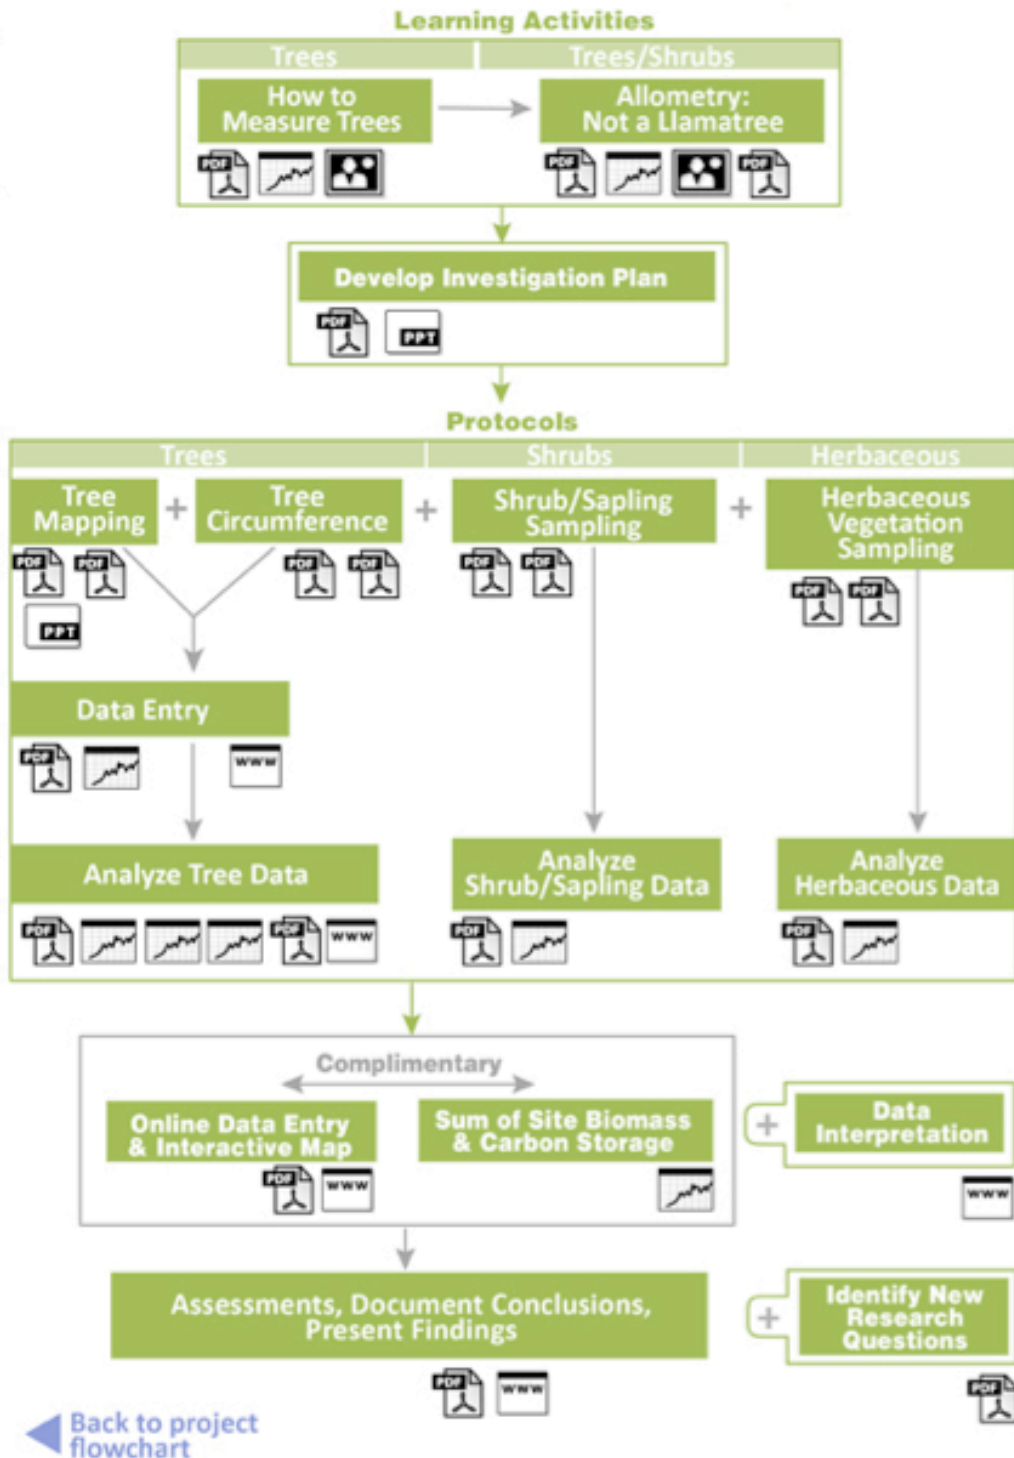 Learning Activities
Trees
Trees/Shrubs
How to
Measure Trees
Allometry:
Not a Llamatree
PDF
PDF
PDF
Develop Investigation Plan
PDF
PPT
Protocols
Trees
Shrubs
Herbaceous
Tree
Mapping
+
Tree
Circumference
+
Shrub/Sapling
Sampling
+
Herbaceous
Vegetation
Sampling
PDF
PDF
PDF
PDF
PDF
PDF
PDF
PDF
PPT
Data Entry
PDF
WWW
Analyze Tree Data
Analyze
Shrub/Sapling Data
Analyze
Herbaceous Data
PDF
PDF
WWW
PDF
PDF
Complimentary
Online Data Entry
& Interactive Map
Sum of Site Biomass
& Carbon Storage
+
Data
Interpretation
PDF
WWW
WWW
Assessments, Document Conclusions,
Present Findings
+
Identify New
Research
Questions
PDF
WWW
PDF
Back to project
flowchart